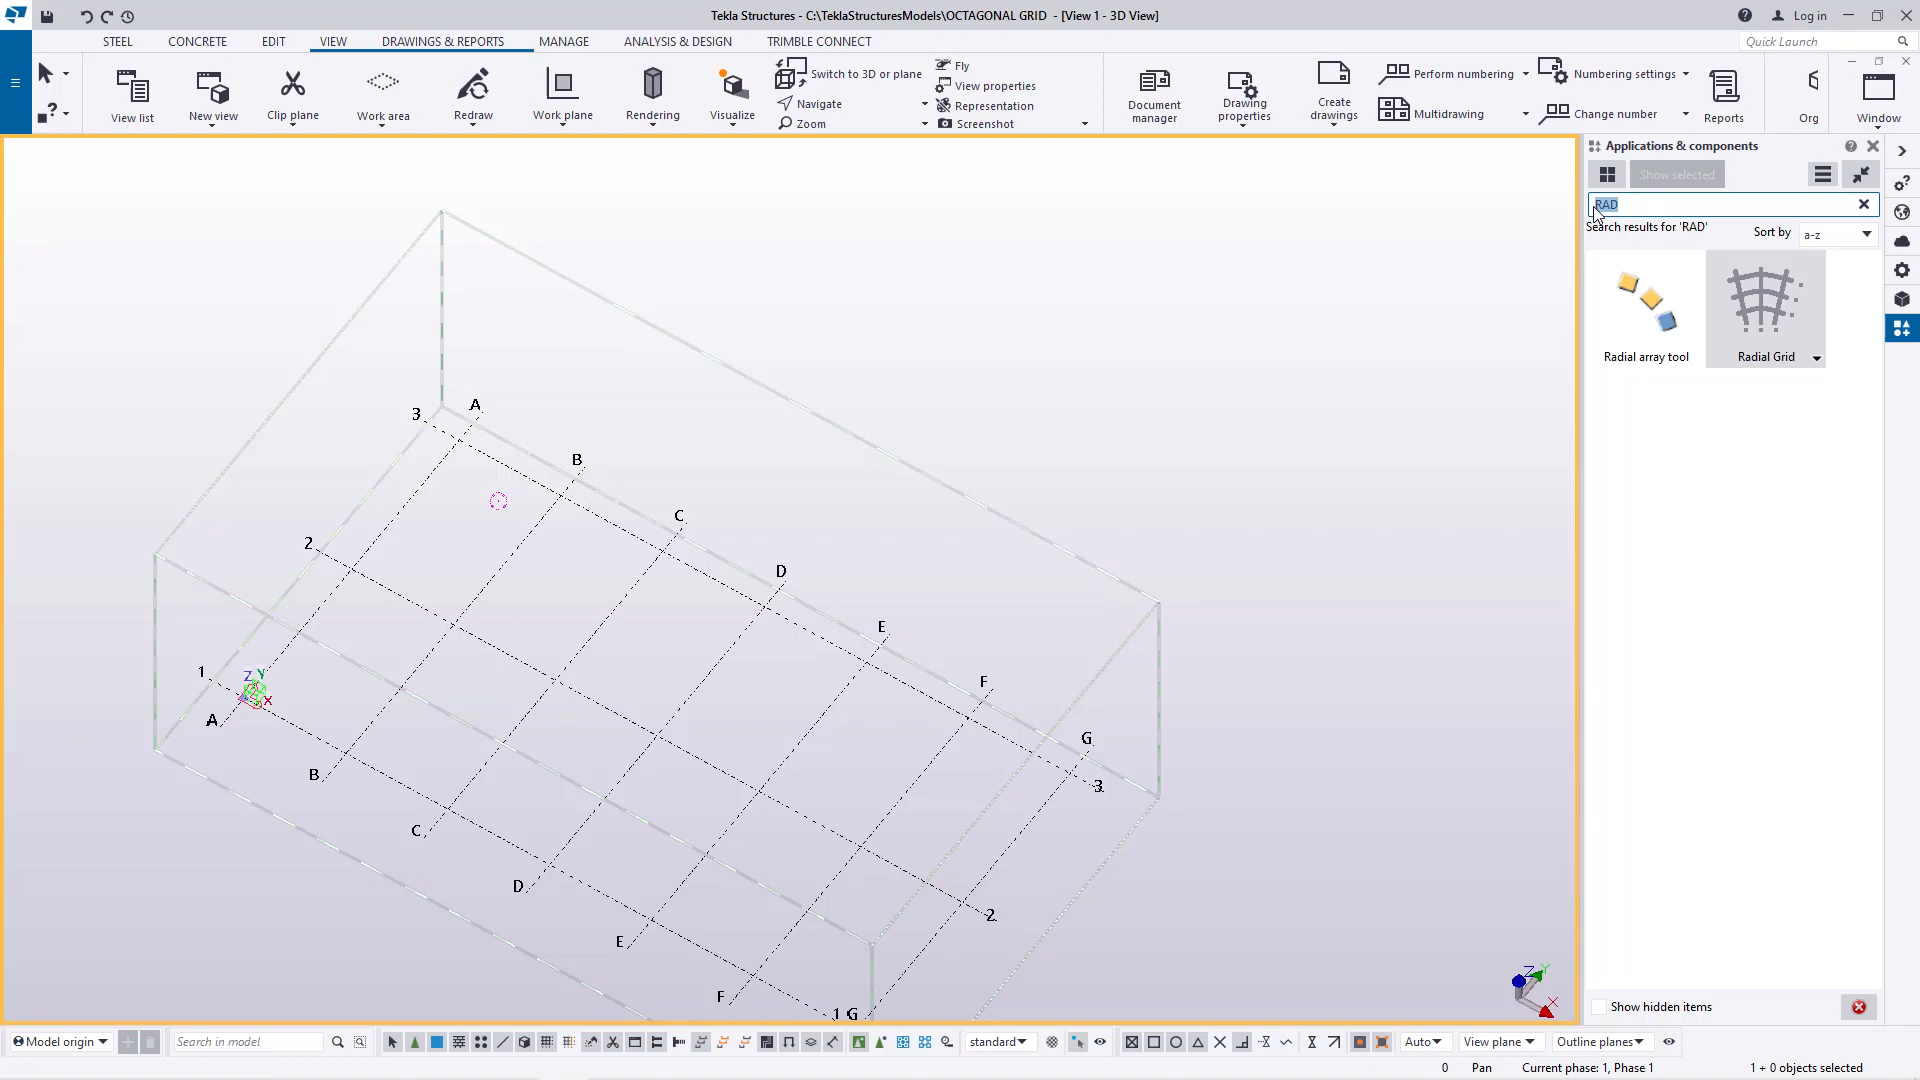 Tekla Structures - C:\TeklaStructuresModels\OCTAGONAL GRID - [View 1 - 3D View]
Log in
STEEL CONCRETE EDIT VIEW DRAWINGS & REPORTS MANAGE ANALYSIS & DESIGN TRIMBLE CONNECT
Quick Launch
View list
New view
Clip plane
Work area
Redraw
Work plane
Rendering
Visualize
Switch to 3D or plane
Navigate
Zoom
Fly
View properties
Representation
Screenshot
Document
manager
Drawing
properties
Create
drawings
Perform numbering
Multidrawing
Numbering settings
Change number
Reports
Org
Window
Applications & components
Show selected
RAD
Search results for 'RAD'
Sort by
a-z
Radial array tool
Radial Grid
3
A
B
C
2
D
E
1
Z
Y
X
F
A
G
B
3
C
D
2
E
F
1 G
Z
Y
X
Show hidden items
Model origin
Search in model
standard
Auto
View plane
Outline planes
0
Pan
Current phase: 1, Phase 1
1 + 0 objects selected